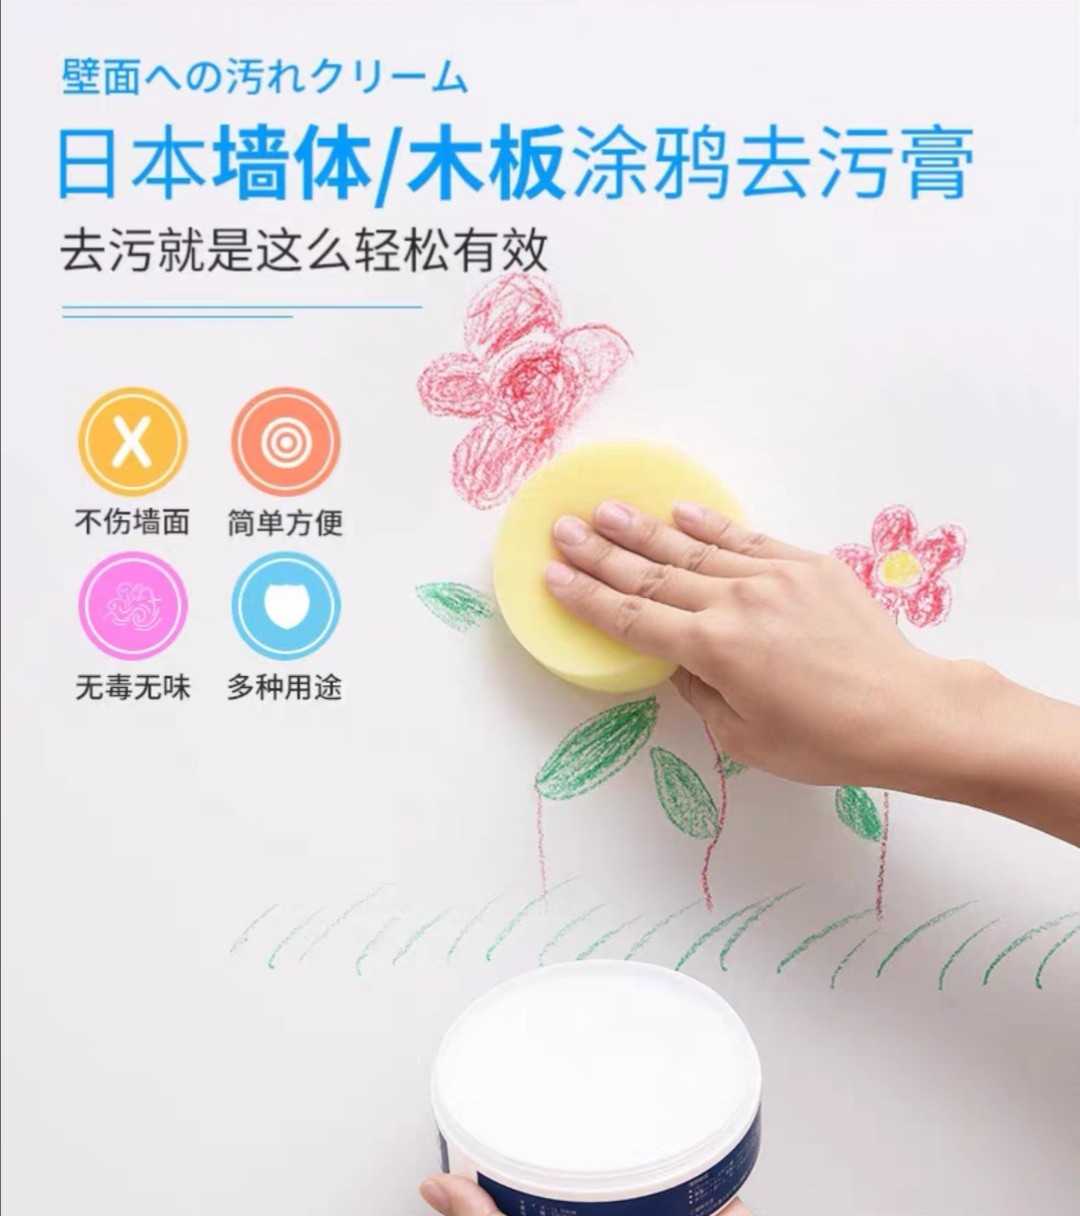 壁面への汚れクリーム
日本墙体/木板涂鸦去污膏
去污就是这么轻松有效
不伤墙面
简单方便
无毒无味
多种用途